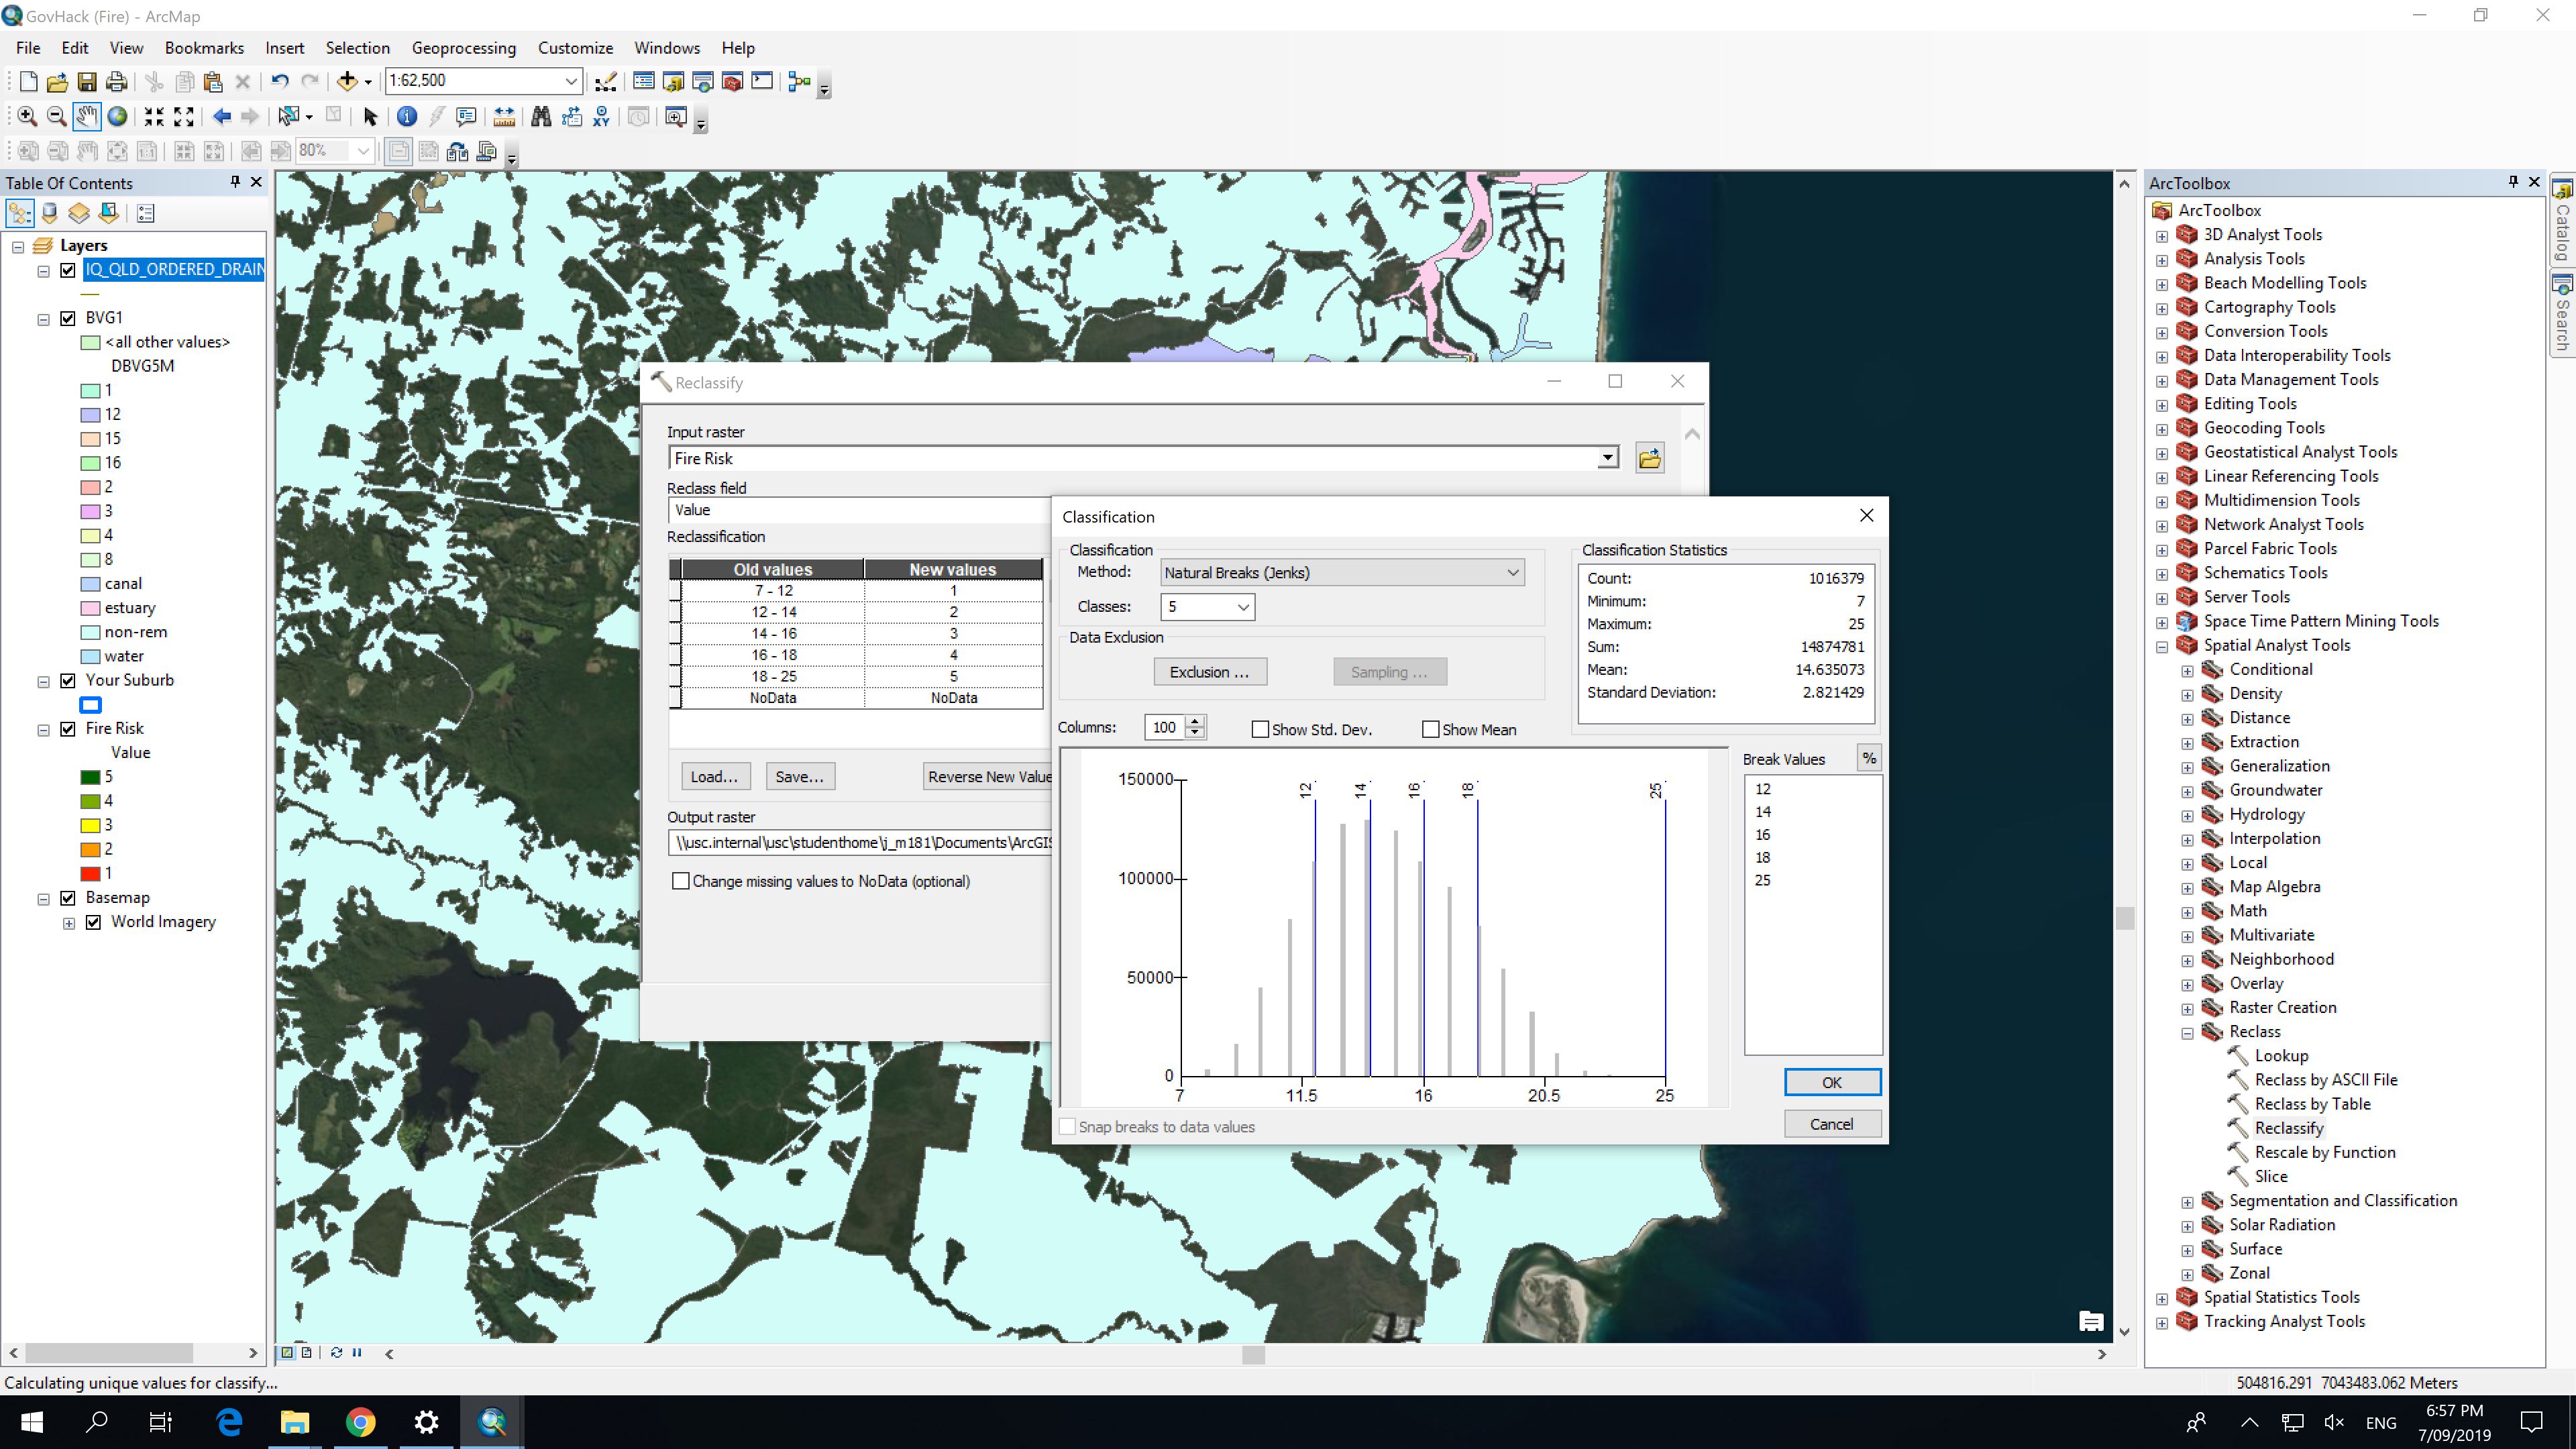 GovHack (Fire) - ArcMap
File Edit View Bookmarks Insert Selection Geoprocessing Customize Windows Help
1:62,500
XY
1:1
80%
Table Of Contents
Layers
IQ_QLD_ORDERED_DRAIN
BVG1
<all other values>
DBVG5M
1
12
15
16
2
3
4
8
canal
estuary
non-rem
water
Your Suburb
Fire Risk
Value
5
4
3
2
1
Basemap
World Imagery
Reclassify
Input raster
Fire Risk
Reclass field
Value
Reclassification
Old values New values
7 - 12 1
12 - 14 2
14 - 16 3
16 - 18 4
18 - 25 5
NoData NoData
Load... Save... Reverse New Value
Output raster
\\usc.internal\usc\studenthome\j_m181\Documents\ArcGIS
Change missing values to NoData (optional)
Classification
Classification
Method: Natural Breaks (Jenks)
Classes: 5
Data Exclusion
Exclusion ... Sampling ...
Classification Statistics
Count: 1016379
Minimum: 7
Maximum: 25
Sum: 14874781
Mean: 14.635073
Standard Deviation: 2.821429
Columns: 100 Show Std. Dev. Show Mean
Break Values %
12
14
16
18
25
150000
100000
50000
0
12 14 16 18 25
7 11.5 16 20.5 25
Snap breaks to data values
OK
Cancel
ArcToolbox
ArcToolbox
3D Analyst Tools
Analysis Tools
Beach Modelling Tools
Cartography Tools
Conversion Tools
Data Interoperability Tools
Data Management Tools
Editing Tools
Geocoding Tools
Geostatistical Analyst Tools
Linear Referencing Tools
Multidimension Tools
Network Analyst Tools
Parcel Fabric Tools
Schematics Tools
Server Tools
Space Time Pattern Mining Tools
Spatial Analyst Tools
Conditional
Density
Distance
Extraction
Generalization
Groundwater
Hydrology
Interpolation
Local
Map Algebra
Math
Multivariate
Neighborhood
Overlay
Raster Creation
Reclass
Lookup
Reclass by ASCII File
Reclass by Table
Reclassify
Rescale by Function
Slice
Segmentation and Classification
Solar Radiation
Surface
Zonal
Spatial Statistics Tools
Tracking Analyst Tools
Catalog
Search
Calculating unique values for classify...
504816.291 7043483.062 Meters
ENG
6:57 PM
7/09/2019